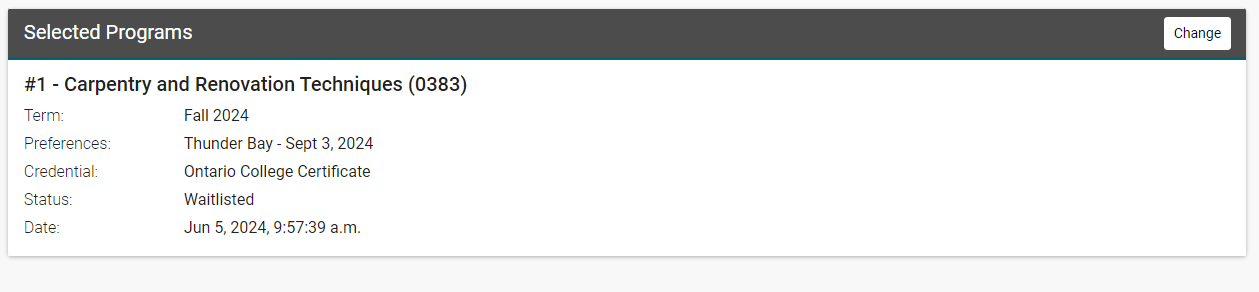 Selected Programs
Change
#1 - Carpentry and Renovation Techniques (0383)
Term: Fall 2024
Preferences: Thunder Bay - Sept 3, 2024
Credential: Ontario College Certificate
Status: Waitlisted
Date: Jun 5, 2024, 9:57:39 a.m.